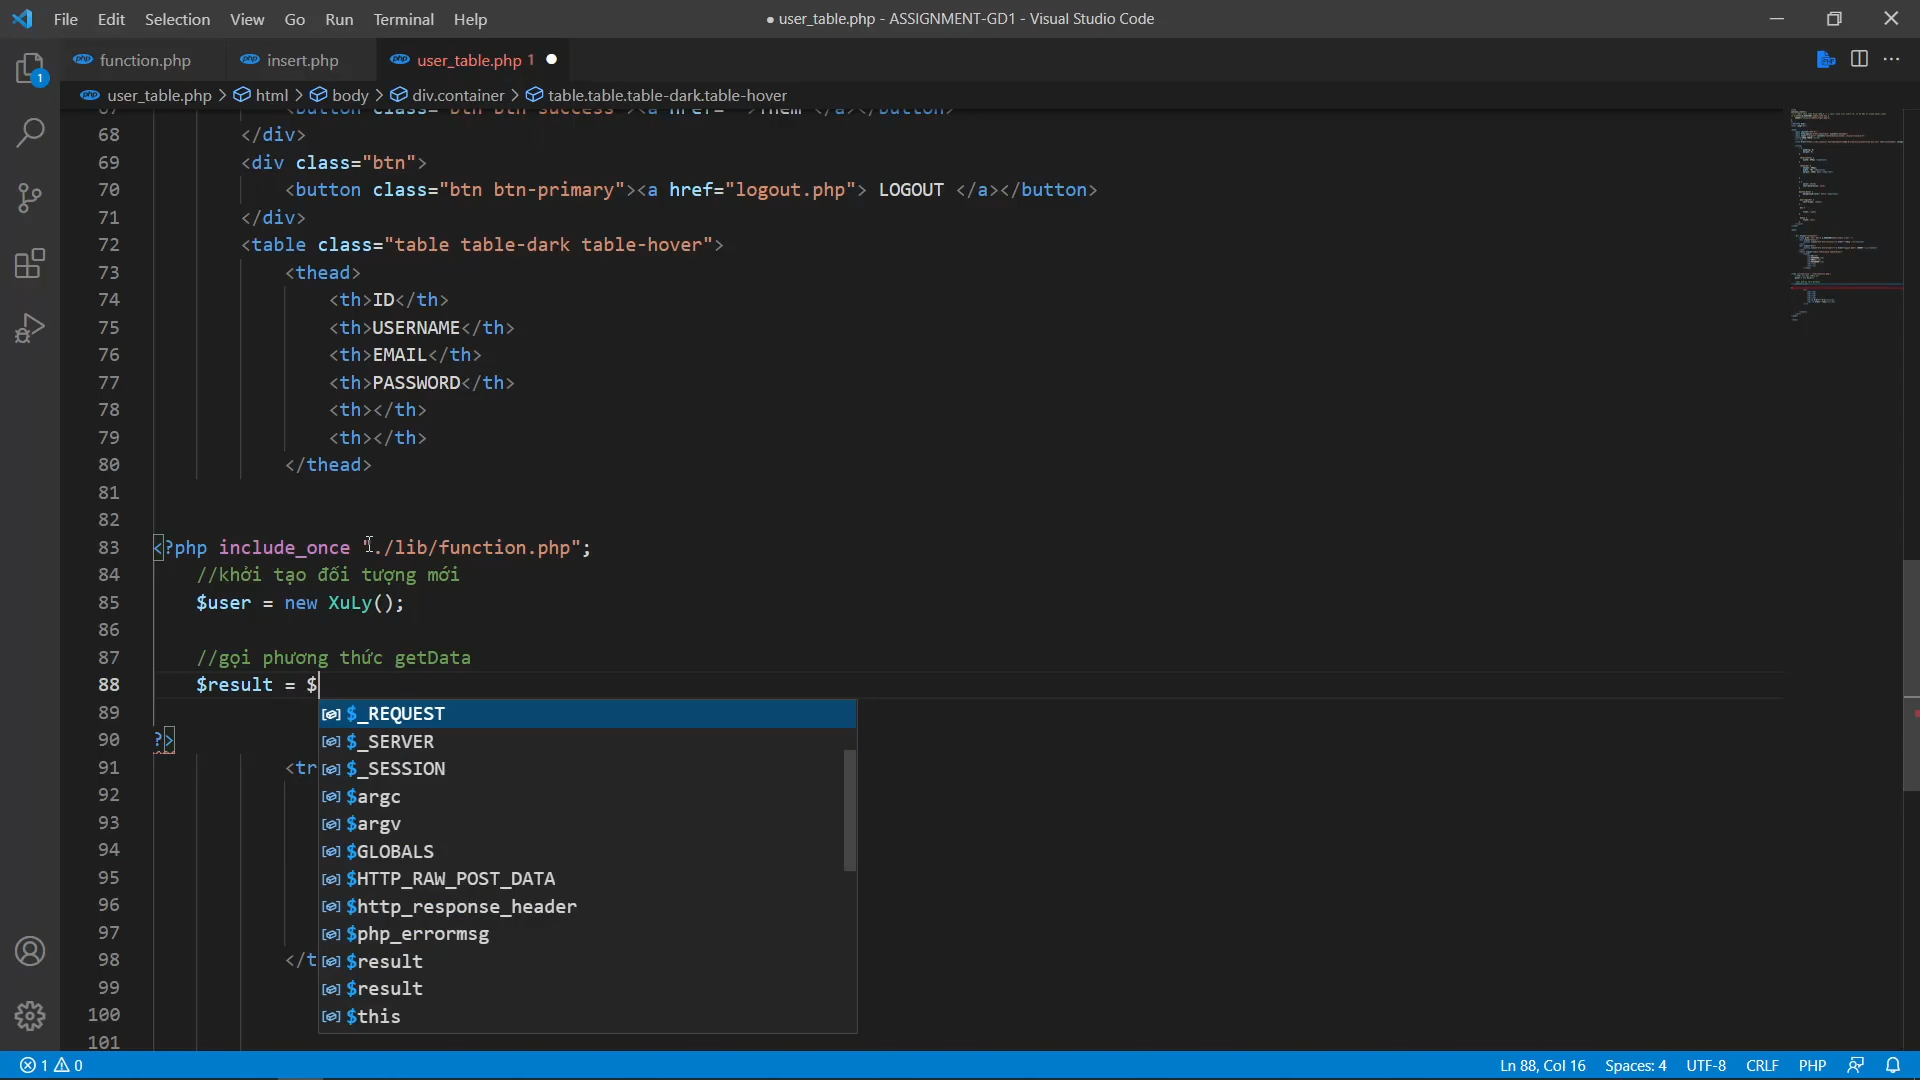 File Edit Selection View Go Run Terminal Help
● user_table.php - ASSIGNMENT-GD1 - Visual Studio Code
function.php insert.php user_table.php 1
user_table.php > html > body > div.container > table.table.table-dark.table-hover
68 </div>
69 <div class="btn">
70 <button class="btn btn-primary"><a href="logout.php"> LOGOUT </a></button>
71 </div>
72 <table class="table table-dark table-hover">
73 <thead>
74 <th>ID</th>
75 <th>USERNAME</th>
76 <th>EMAIL</th>
77 <th>PASSWORD</th>
78 <th></th>
79 <th></th>
80 </thead>
81
82
83 <?php include_once "./lib/function.php";
84 //khởi tạo đối tượng mới
85 $user = new XuLy();
86
87 //gọi phương thức getData
88 $result = $
$_REQUEST
89
$_SERVER
90 ?>
$_SESSION
91 <tr
$argc
92
$argv
93
$GLOBALS
94
$HTTP_RAW_POST_DATA
95
$http_response_header
96
$php_errormsg
97
$result
98 </t
$result
99
$this
100
101
1 0
Ln 88, Col 16 Spaces: 4 UTF-8 CRLF PHP